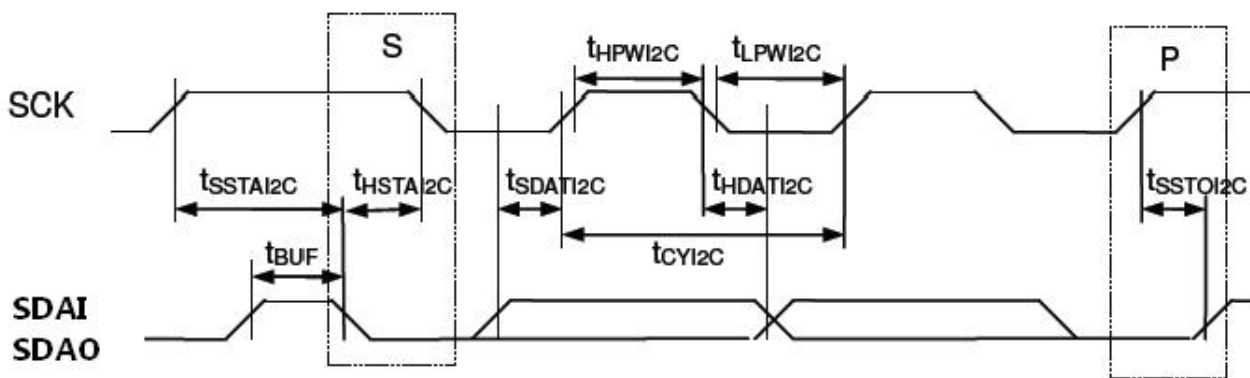 S
tHPWI2C
tLPWI2C
P
SCK
tSSTAI2C
tHSTAI2C
tSDATI2C
tHDATI2C
tSSTOI2C
tBUF
tCYI2C
SDAI
SDAO